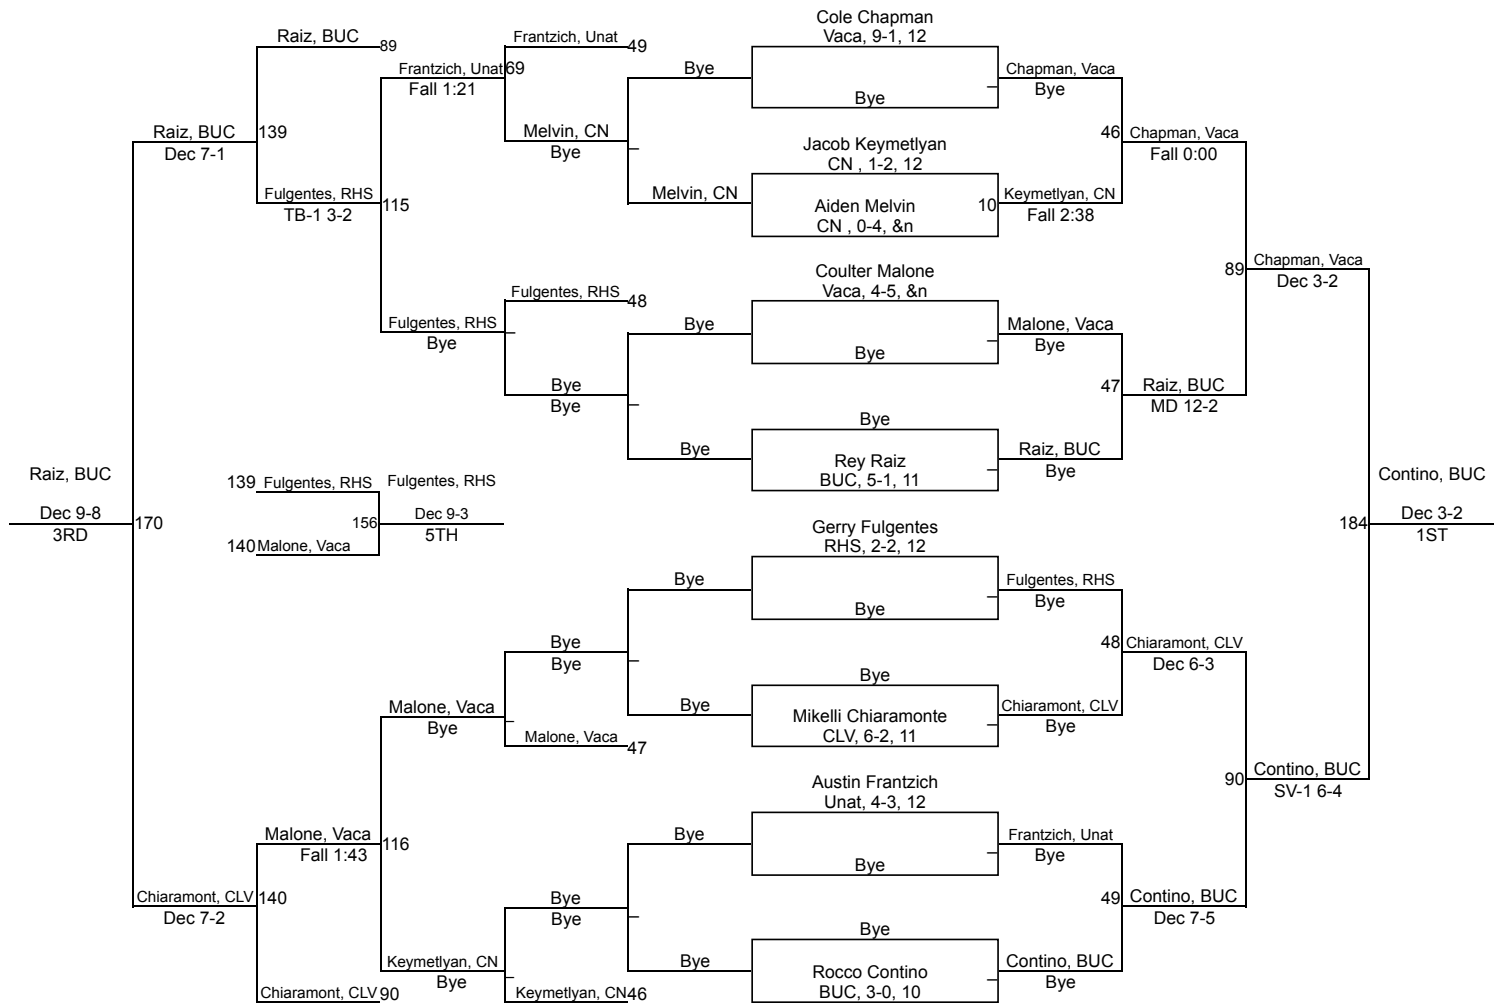 Cole Chapman
Vaca, 9-1, 12
Raiz, BUC 89
Frantzich, Unat 49
Frantzich, Unat 69
Fall 1:21
Bye
Bye
Chapman, Vaca
Bye
Raiz, BUC 139
Dec 7-1
Melvin, CN
Bye
46 Chapman, Vaca
Fall 0:00
Jacob Keymetlyan
CN , 1-2, 12
Fulgentes, RHS 115
TB-1 3-2
Melvin, CN
Aiden Melvin
CN , 0-4, &n
10 Keymetlyan, CN
Fall 2:38
89 Chapman, Vaca
Dec 3-2
Coulter Malone
Vaca, 4-5, &n
Fulgentes, RHS 48
Fulgentes, RHS
Bye
Bye
Bye
Malone, Vaca
Bye
Bye
Bye
47 Raiz, BUC
MD 12-2
Bye
Bye
Rey Raiz
BUC, 5-1, 11
Raiz, BUC
Bye
Raiz, BUC
Dec 9-8 170
3RD
139 Fulgentes, RHS
140 Malone, Vaca
156
Fulgentes, RHS
Dec 9-3
5TH
Contino, BUC
184 Dec 3-2
1ST
Gerry Fulgentes
RHS, 2-2, 12
Bye
Bye
Fulgentes, RHS
Bye
Bye
Bye
48 Chiaramont, CLV
Dec 6-3
Bye
Bye
Mikelli Chiaramonte
CLV, 6-2, 11
Chiaramont, CLV
Bye
Malone, Vaca
Bye
Malone, Vaca 47
90 Contino, BUC
SV-1 6-4
Austin Frantzich
Unat, 4-3, 12
Malone, Vaca 116
Fall 1:43
Bye
Bye
Frantzich, Unat
Bye
Chiaramont, CLV 140
Dec 7-2
Bye
Bye
49 Contino, BUC
Dec 7-5
Bye
Keymetlyan, CN
Bye
Bye
Rocco Contino
BUC, 3-0, 10
Contino, BUC
Bye
Chiaramont, CLV 90
Keymetlyan, CN 46